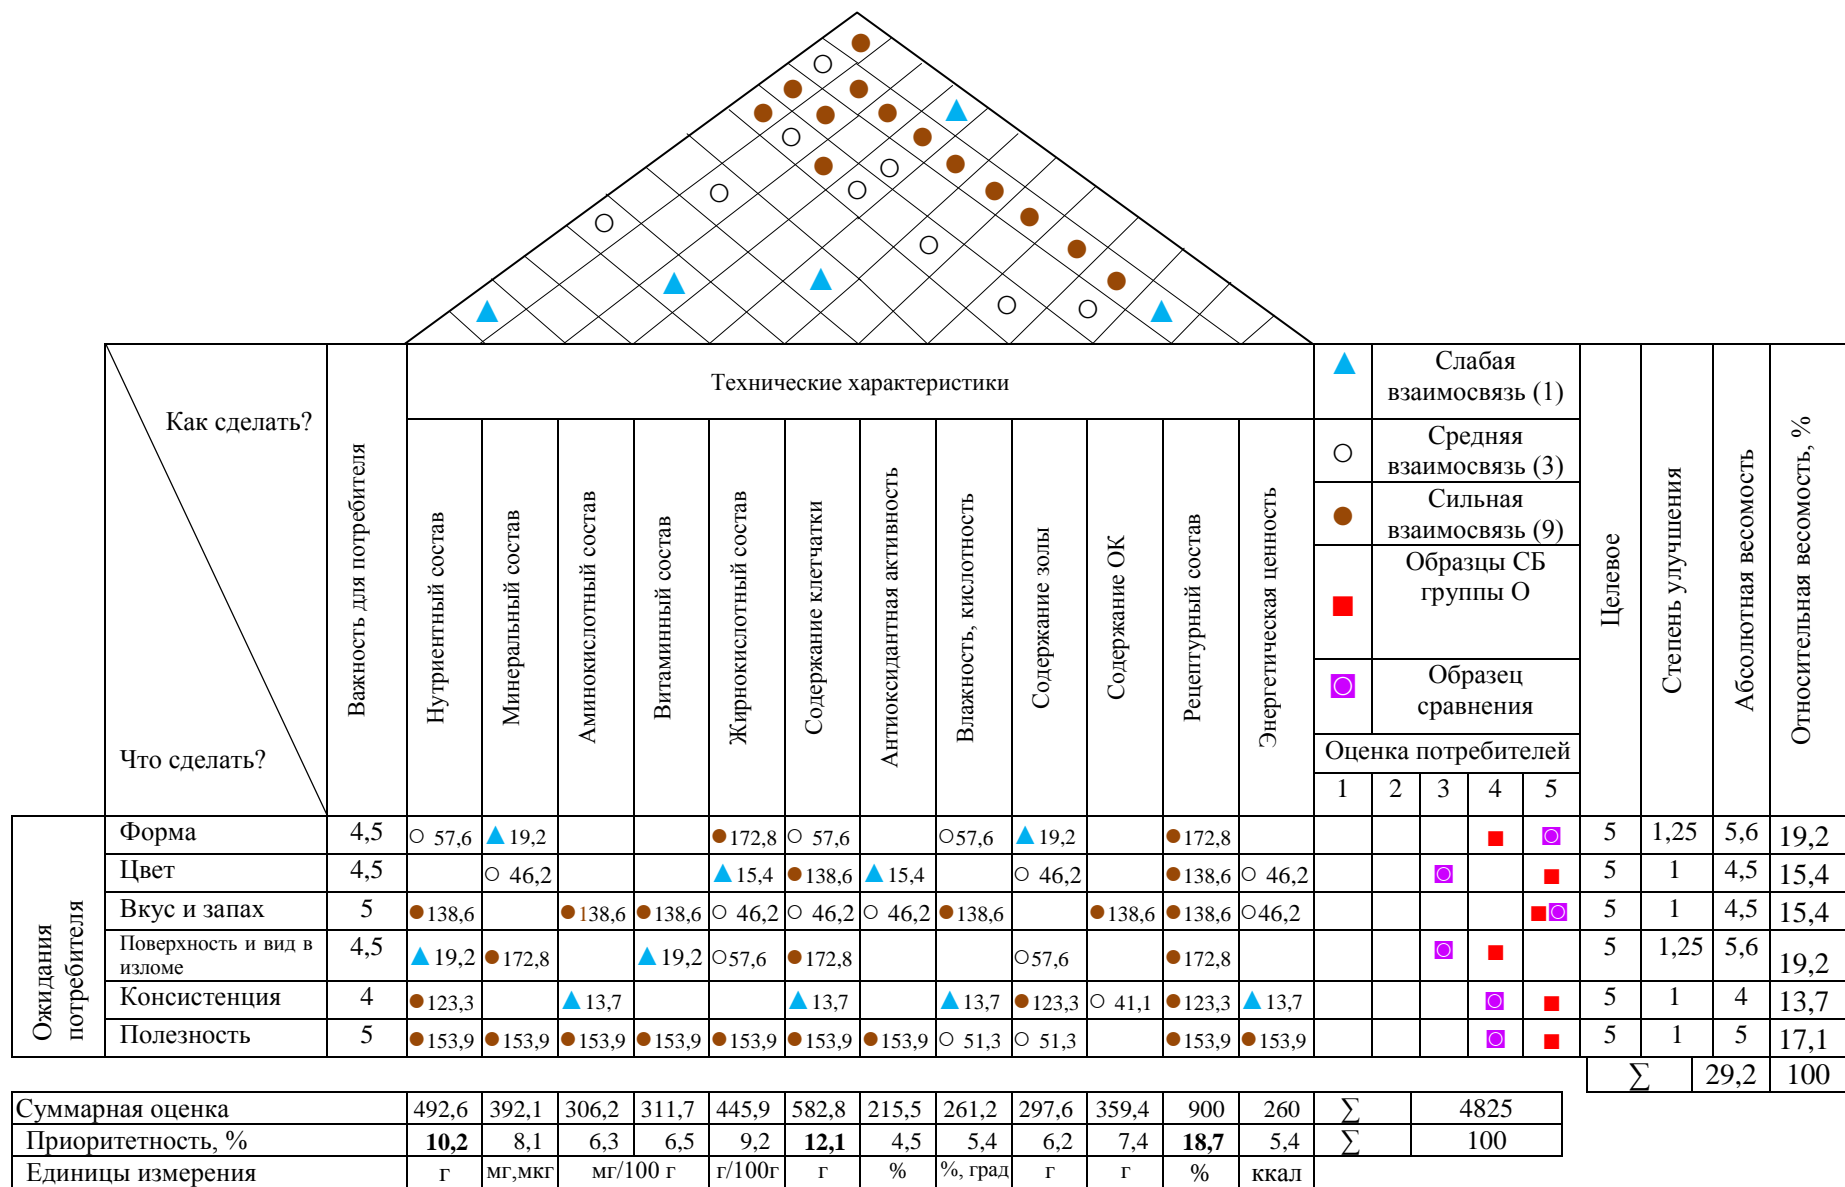 Технические характеристики
Слабая
взаимосвязь (1)
Как сделать?
Что сделать?
Важность для потребителя
Нутриентный состав
Минеральный состав
Аминокислотный состав
Витаминный состав
Жирнокислотный состав
Содержание клетчатки
Антиоксидантная активность
Влажность, кислотность
Содержание золы
Содержание ОК
Рецептурный состав
Энергетическая ценность
Средняя
взаимосвязь (3)
Сильная
взаимосвязь (9)
Образцы СБ
группы О
Образец
сравнения
Оценка потребителей
1 2 3 4 5
Целевое
Степень улучшения
Абсолютная весомость
Относительная весомость, %
Ожидания
потребителя
Форма 4,5 57,6 19,2 172,8 57,6 57,6 19,2 172,8 5 1,25 5,6 19,2
Цвет 4,5 46,2 15,4 138,6 15,4 46,2 138,6 46,2 5 1 4,5 15,4
Вкус и запах 5 138,6 138,6 138,6 46,2 46,2 46,2 138,6 138,6 138,6 46,2 5 1 4,5 15,4
Поверхность и вид в
изломе 4,5 19,2 172,8 19,2 57,6 172,8 57,6 172,8 5 1,25 5,6 19,2
Консистенция 4 123,3 13,7 13,7 13,7 123,3 41,1 123,3 13,7 5 1 4 13,7
Полезность 5 153,9 153,9 153,9 153,9 153,9 153,9 153,9 51,3 51,3 153,9 153,9 5 1 5 17,1
∑ 29,2 100
Суммарная оценка 492,6 392,1 306,2 311,7 445,9 582,8 215,5 261,2 297,6 359,4 900 260 ∑ 4825
Приоритетность, % 10,2 8,1 6,3 6,5 9,2 12,1 4,5 5,4 6,2 7,4 18,7 5,4 ∑ 100
Единицы измерения г мг,мкг мг/100 г г/100г г % %, град г г % ккал